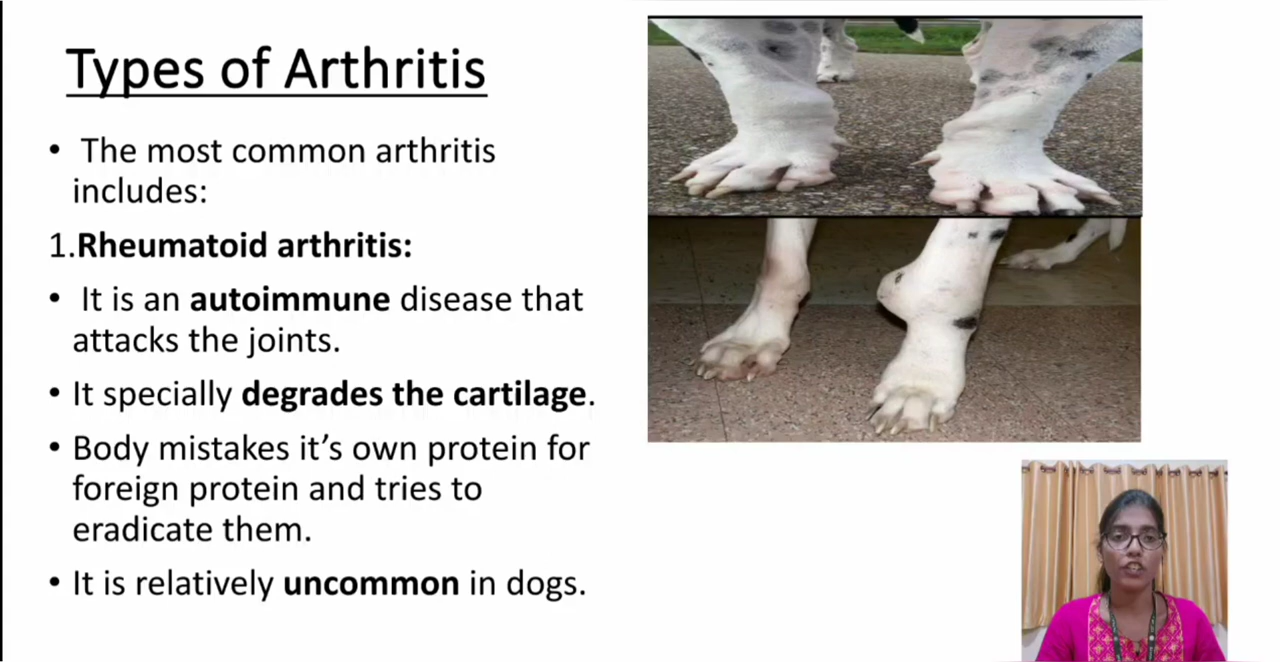 Types of Arthritis
• The most common arthritis
includes:
1.Rheumatoid arthritis:
• It is an autoimmune disease that
attacks the joints.
• It specially degrades the cartilage.
• Body mistakes it’s own protein for
foreign protein and tries to
eradicate them.
• It is relatively uncommon in dogs.